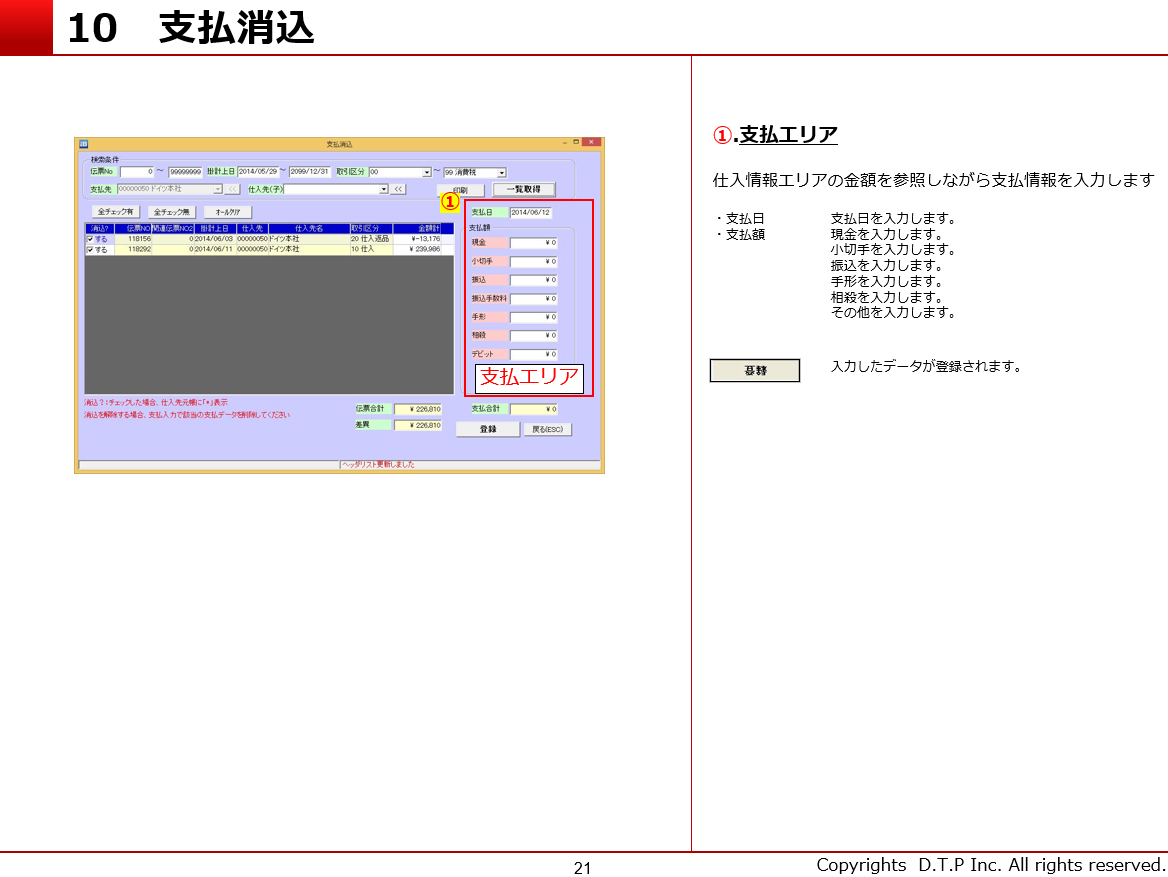 10 支払消込
支払消込
検索条件
伝票No 0 ～ 99999999 掛計上日 2014/05/29 ～ 2099/12/31 取引区分 00 ～ 99 消費税
支払先 00000050 ドイツ本社 << 仕入先(子) << 印刷 一覧取得
全チェック有 全チェック無 オールクリア
①
消込? 伝票NO 関連伝票NO2 掛計上日 仕入先 仕入先名 取引区分 金額計
する 118156 0 2014/06/03 00000050 ドイツ本社 20 仕入返品 ¥-13,176
する 118292 0 2014/06/11 00000050 ドイツ本社 10 仕入 ¥ 239,986
支払日 2014/06/12
支払額
現金 ¥ 0
小切手 ¥ 0
振込 ¥ 0
振込手数料 ¥ 0
手形 ¥ 0
相殺 ¥ 0
デビット ¥ 0
支払エリア
消込?:チェックした場合、仕入先元帳に「*」表示
消込を解除する場合、支払入力で該当の支払データを削除してください
伝票合計 ¥ 226,810
差異 ¥ 226,810
支払合計 ¥ 0
登録 戻る(ESC)
ヘッダリスト更新しました
①.支払エリア
仕入情報エリアの金額を参照しながら支払情報を入力します
・支払日 支払日を入力します。
・支払額 現金を入力します。
小切手を入力します。
振込を入力します。
手形を入力します。
相殺を入力します。
その他を入力します。
登録 入力したデータが登録されます。
21
Copyrights D.T.P Inc. All rights reserved.